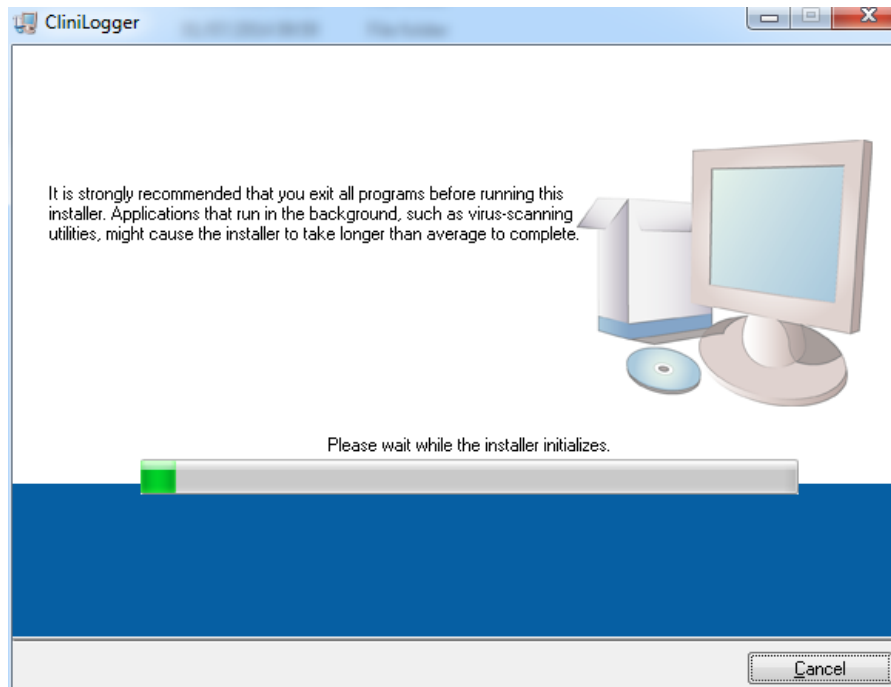 CliniLogger
It is strongly recommended that you exit all programs before running this
installer. Applications that run in the background, such as virus-scanning
utilities, might cause the installer to take longer than average to complete.
Please wait while the installer initializes.
Cancel